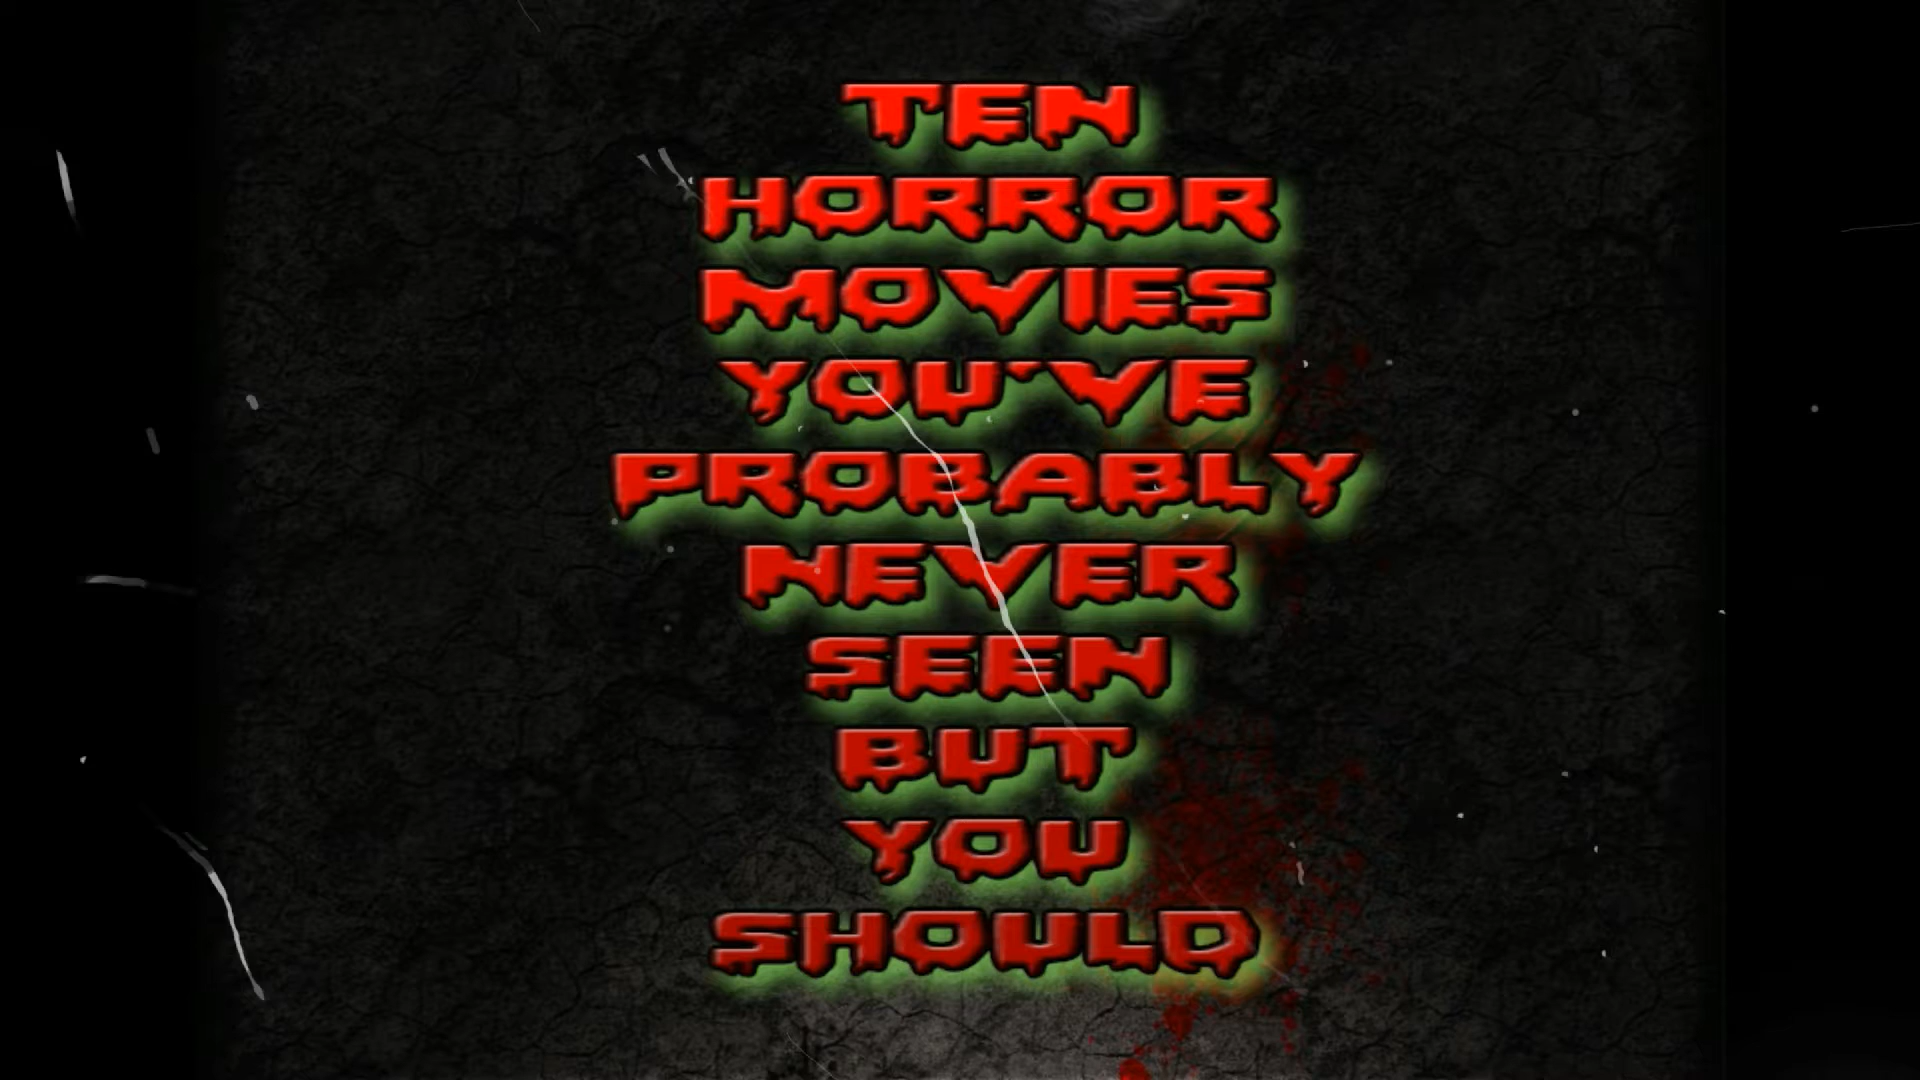 TEN
HORROR
MOVIES
YOU'VE
PROBABLY
NEVER
SEEN
BUT
YOU
SHOULD